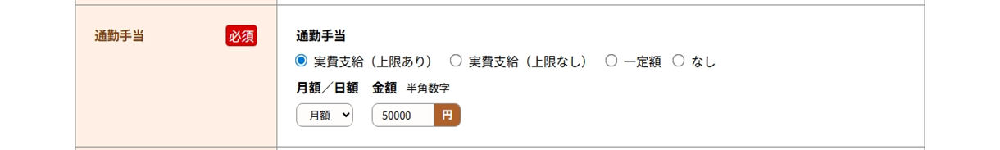 通勤手当 必須
通勤手当
実費支給（上限あり） 実費支給（上限なし） 一定額 なし
月額／日額 金額 半角数字
月額 50000 円